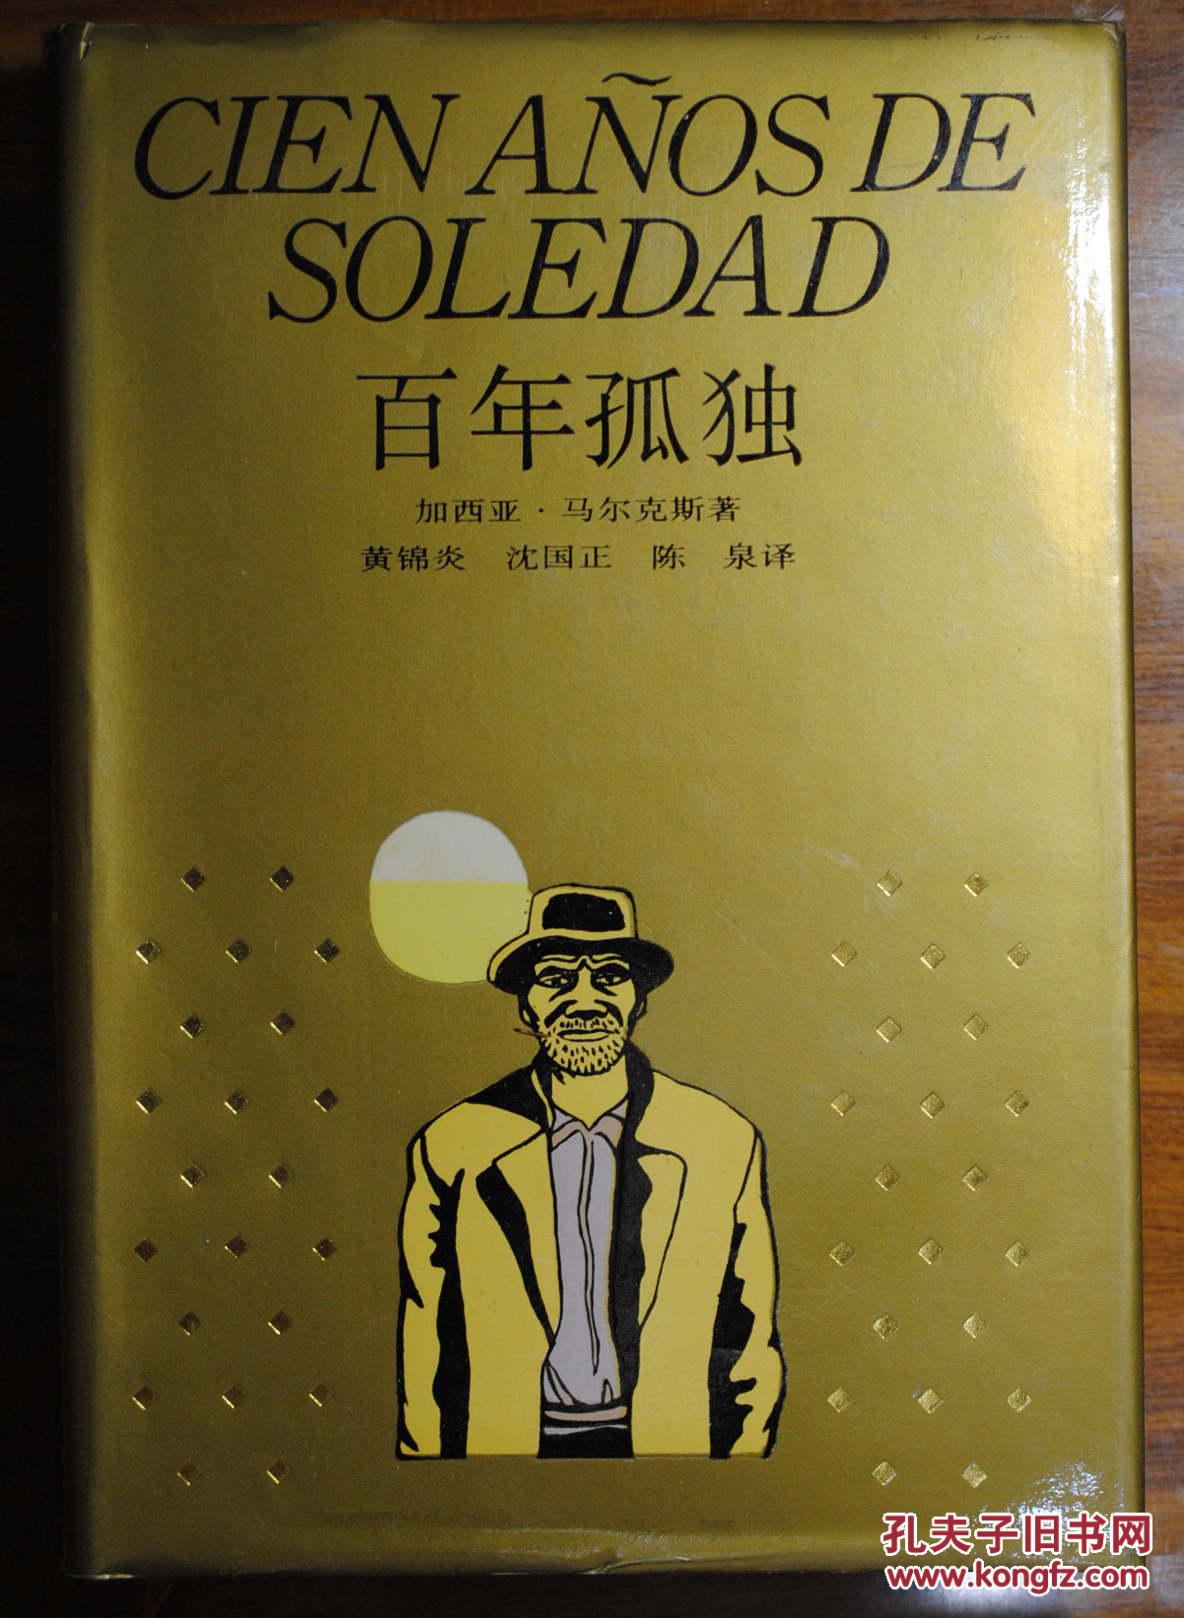 CIEN AÑOS DE
SOLEDAD
百年孤独
加西亚·马尔克斯著
黄锦炎 沈国正 陈 泉译
孔夫子旧书网
www.kongfz.com